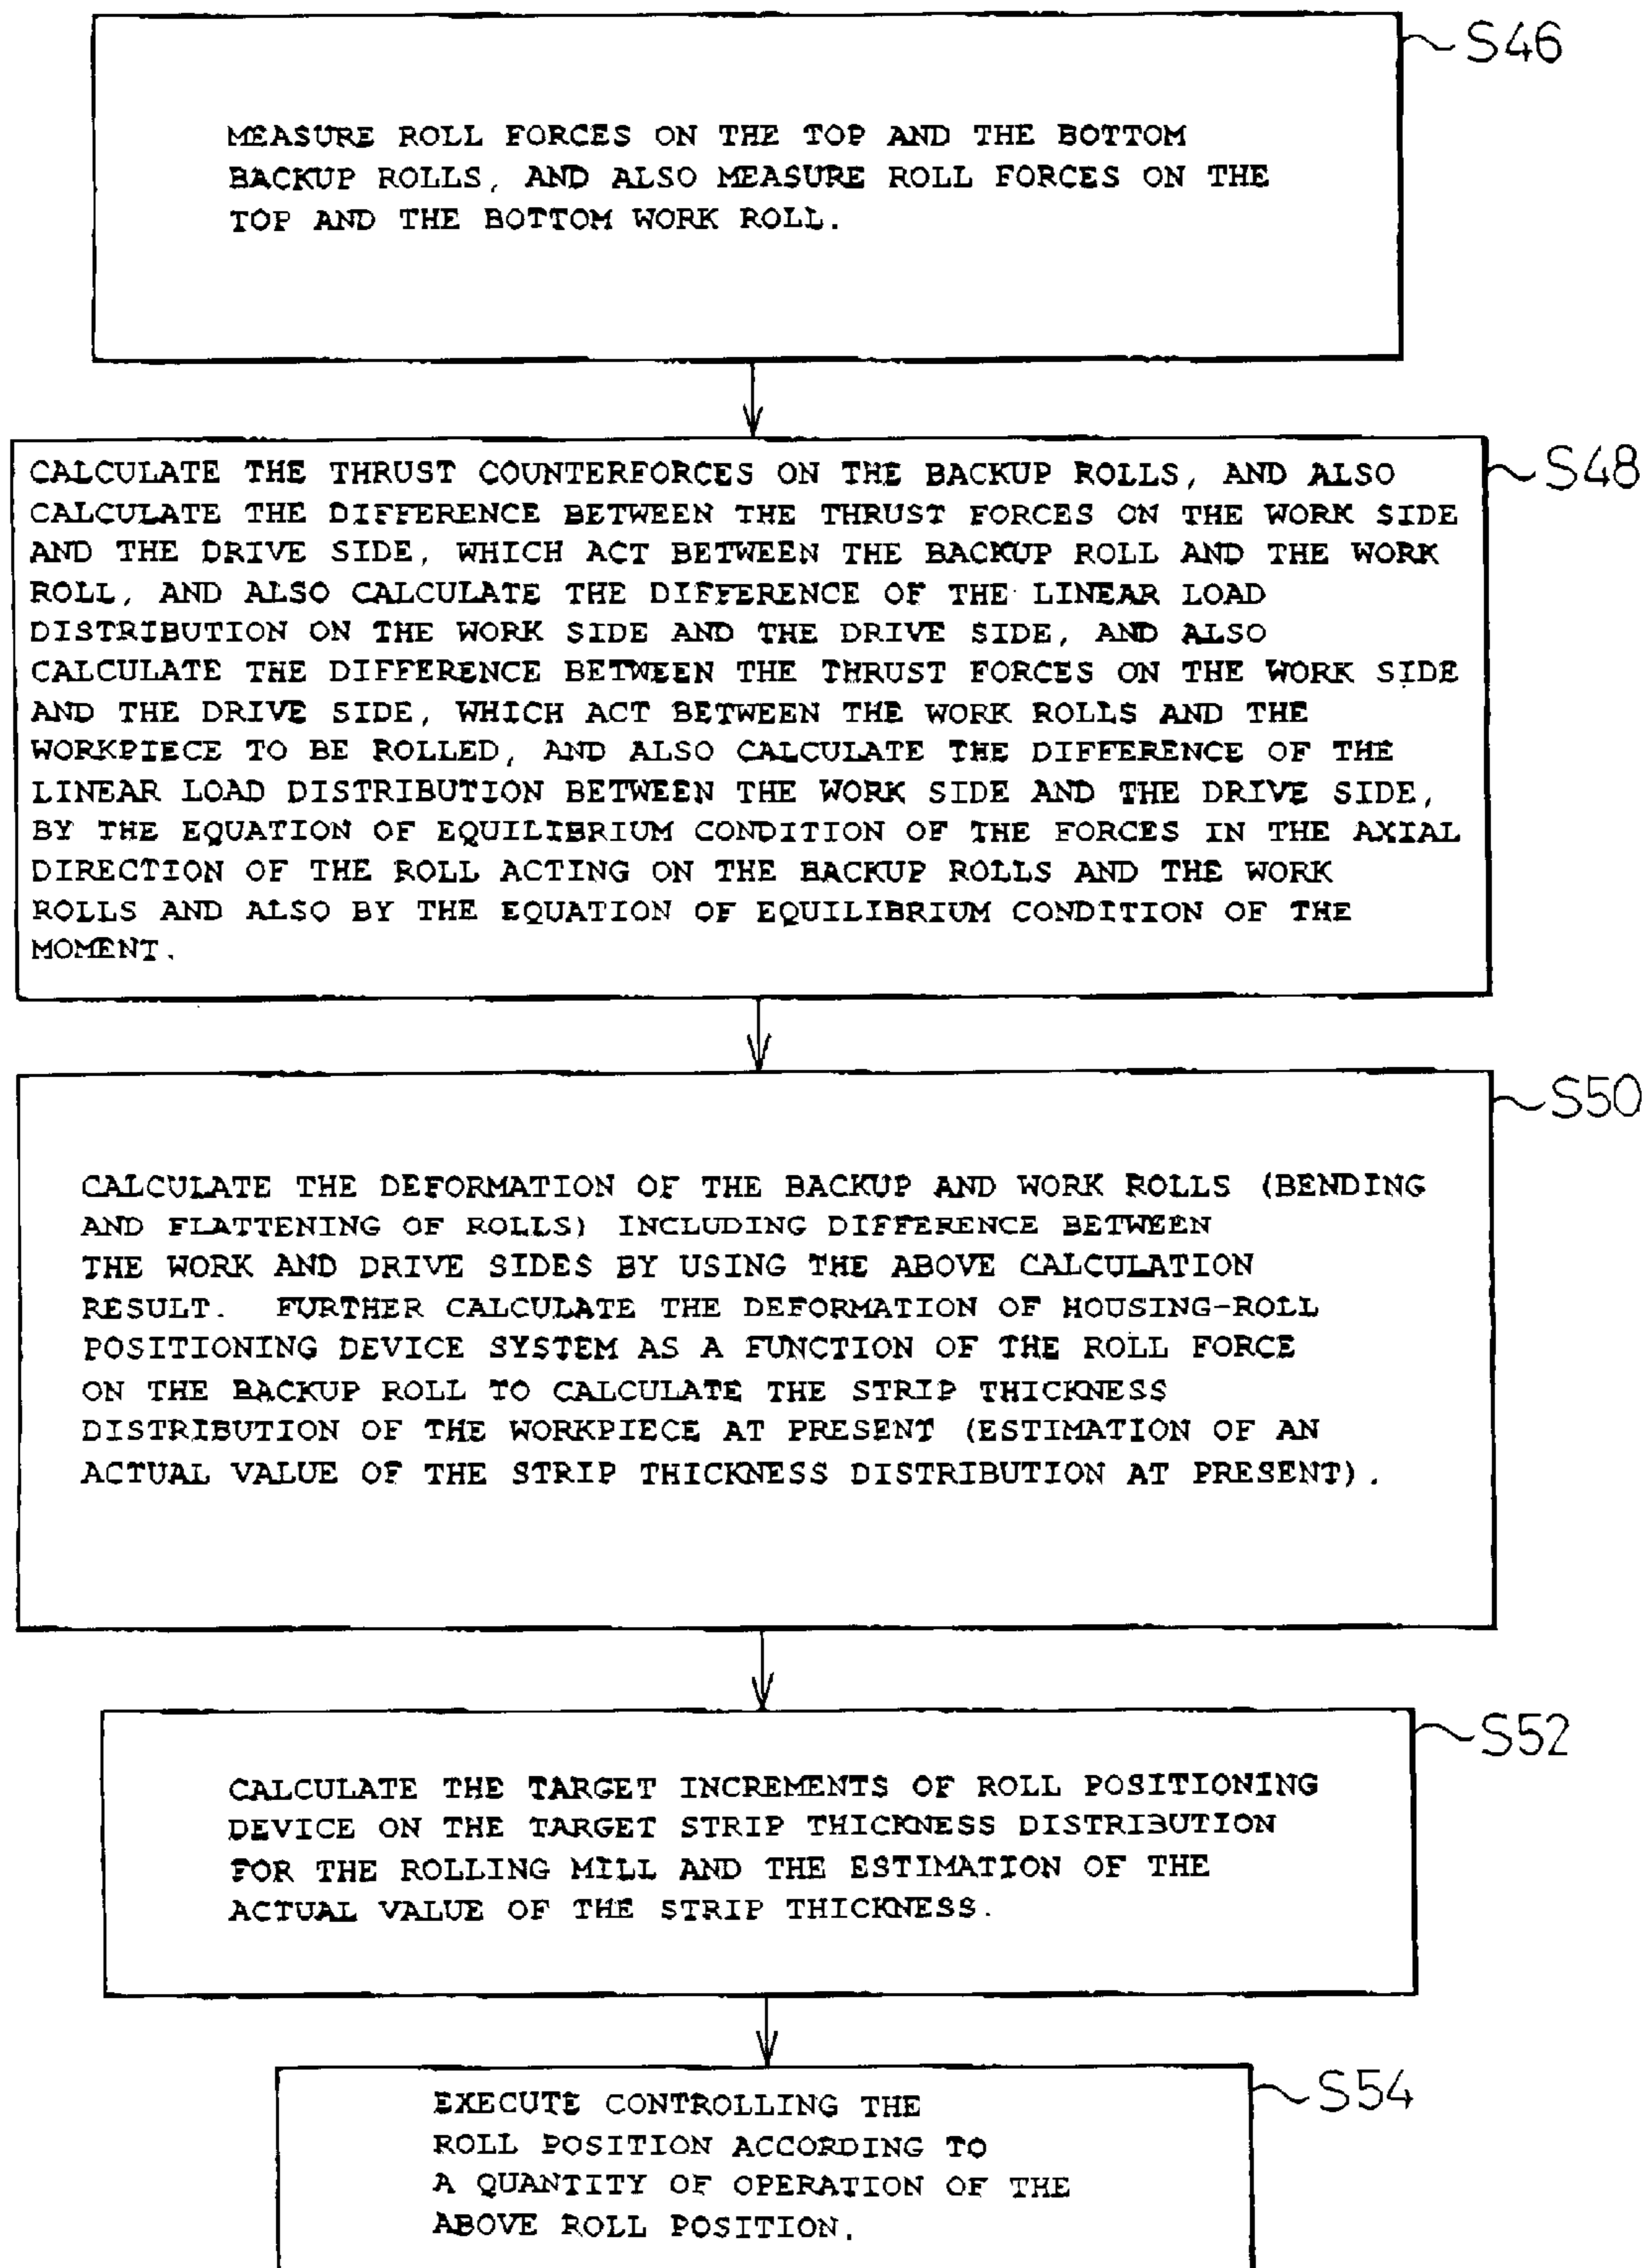 S46
MEASURE ROLL FORCES ON THE TOP AND THE BOTTOM
BACKUP ROLLS, AND ALSO MEASURE ROLL FORCES ON THE
TOP AND THE BOTTOM WORK ROLL.
S48
CALCULATE THE THRUST COUNTERFORCES ON THE BACKUP ROLLS, AND ALSO
CALCULATE THE DIFFERENCE BETWEEN THE THRUST FORCES ON THE WORK SIDE
AND THE DRIVE SIDE, WHICH ACT BETWEEN THE BACKUP ROLL AND THE WORK
ROLL, AND ALSO CALCULATE THE DIFFERENCE OF THE LINEAR LOAD
DISTRIBUTION ON THE WORK SIDE AND THE DRIVE SIDE, AND ALSO
CALCULATE THE DIFFERENCE BETWEEN THE THRUST FORCES ON THE WORK SIDE
AND THE DRIVE SIDE, WHICH ACT BETWEEN THE WORK ROLLS AND THE
WORKPIECE TO BE ROLLED, AND ALSO CALCULATE THE DIFFERENCE OF THE
LINEAR LOAD DISTRIBUTION BETWEEN THE WORK SIDE AND THE DRIVE SIDE,
BY THE EQUATION OF EQUILIBRIUM CONDITION OF THE FORCES IN THE AXIAL
DIRECTION OF THE ROLL ACTING ON THE BACKUP ROLLS AND THE WORK
ROLLS AND ALSO BY THE EQUATION OF EQUILIBRIUM CONDITION OF THE
MOMENT.
S50
CALCULATE THE DEFORMATION OF THE BACKUP AND WORK ROLLS (BENDING
AND FLATTENING OF ROLLS) INCLUDING DIFFERENCE BETWEEN
THE WORK AND DRIVE SIDES BY USING THE ABOVE CALCULATION
RESULT. FURTHER CALCULATE THE DEFORMATION OF HOUSING-ROLL
POSITIONING DEVICE SYSTEM AS A FUNCTION OF THE ROLL FORCE
ON THE BACKUP ROLL TO CALCULATE THE STRIP THICKNESS
DISTRIBUTION OF THE WORKPIECE AT PRESENT (ESTIMATION OF AN
ACTUAL VALUE OF THE STRIP THICKNESS DISTRIBUTION AT PRESENT).
S52
CALCULATE THE TARGET INCREMENTS OF ROLL POSITIONING
DEVICE ON THE TARGET STRIP THICKNESS DISTRIBUTION
FOR THE ROLLING MILL AND THE ESTIMATION OF THE
ACTUAL VALUE OF THE STRIP THICKNESS.
S54
EXECUTE CONTROLLING THE
ROLL POSITION ACCORDING TO
A QUANTITY OF OPERATION OF THE
ABOVE ROLL POSITION.